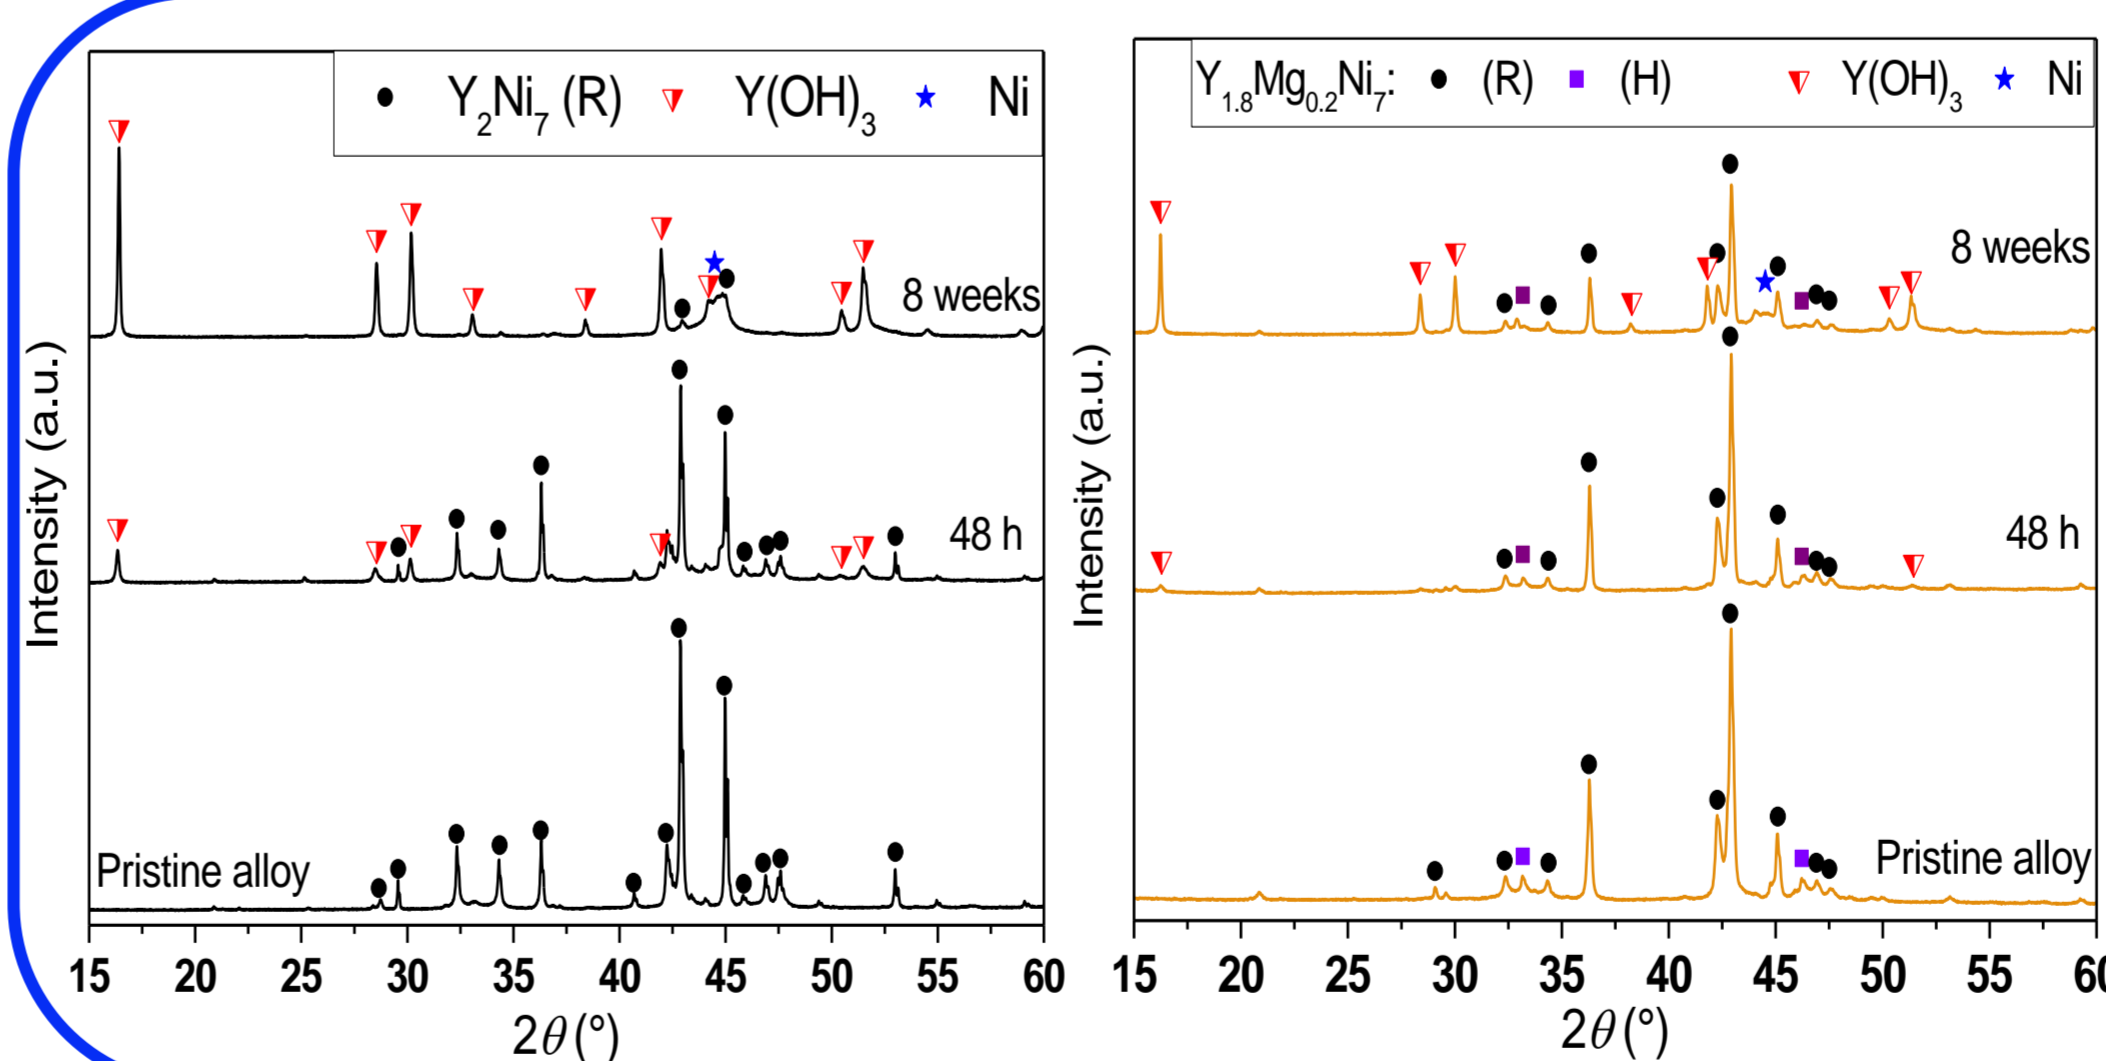 Y2Ni7 (R) Y(OH)3 Ni
8 weeks
48 h
Pristine alloy
Intensity (a.u.)
15 20 25 30 35 40 45 50 55 60
2θ (°)
Y1.8Mg0.2Ni7: (R) (H) Y(OH)3 Ni
8 weeks
48 h
Pristine alloy
Intensity (a.u.)
15 20 25 30 35 40 45 50 55 60
2θ (°)